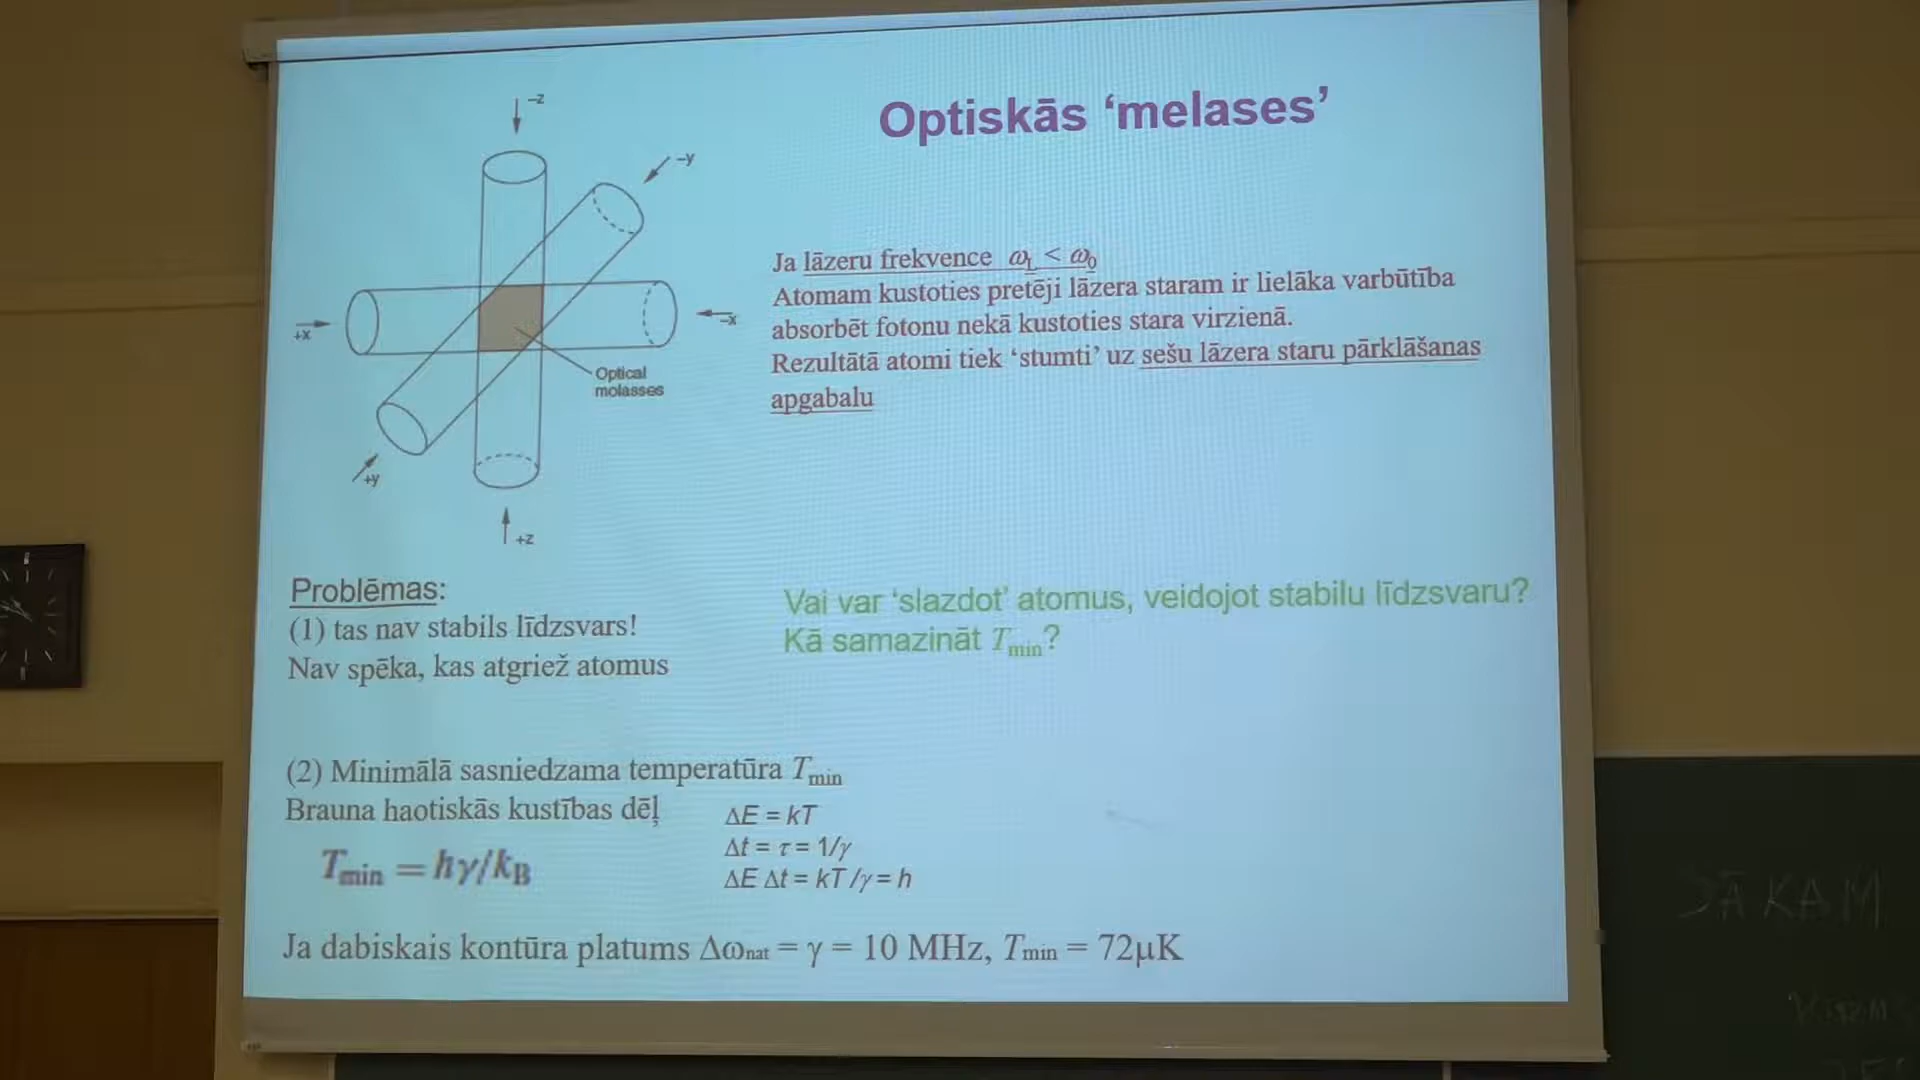 Optiskās ‘melases’
–z
–y
+x
–x
Optical
molasses
+y
+z
Ja lāzeru frekvence ω_L < ω_0
Atomam kustoties pretēji lāzera staram ir lielāka varbūtība
absorbēt fotonu nekā kustoties stara virzienā.
Rezultātā atomi tiek ‘stumti’ uz sešu lāzera staru pārklāšanas
apgabalu
Problēmas:
(1) tas nav stabils līdzsvars!
Nav spēka, kas atgriež atomus
Vai var ‘slazdot’ atomus, veidojot stabilu līdzsvaru?
Kā samazināt T_min?
(2) Minimālā sasniedzama temperatūra T_min
Brauna haotiskās kustības dēļ
T_min = hγ/k_B
ΔE = kT
Δt = τ = 1/γ
ΔE Δt = kT/γ = h
Ja dabiskais kontūra platums Δω_nat = γ = 10 MHz, T_min = 72μK
SĀKAM